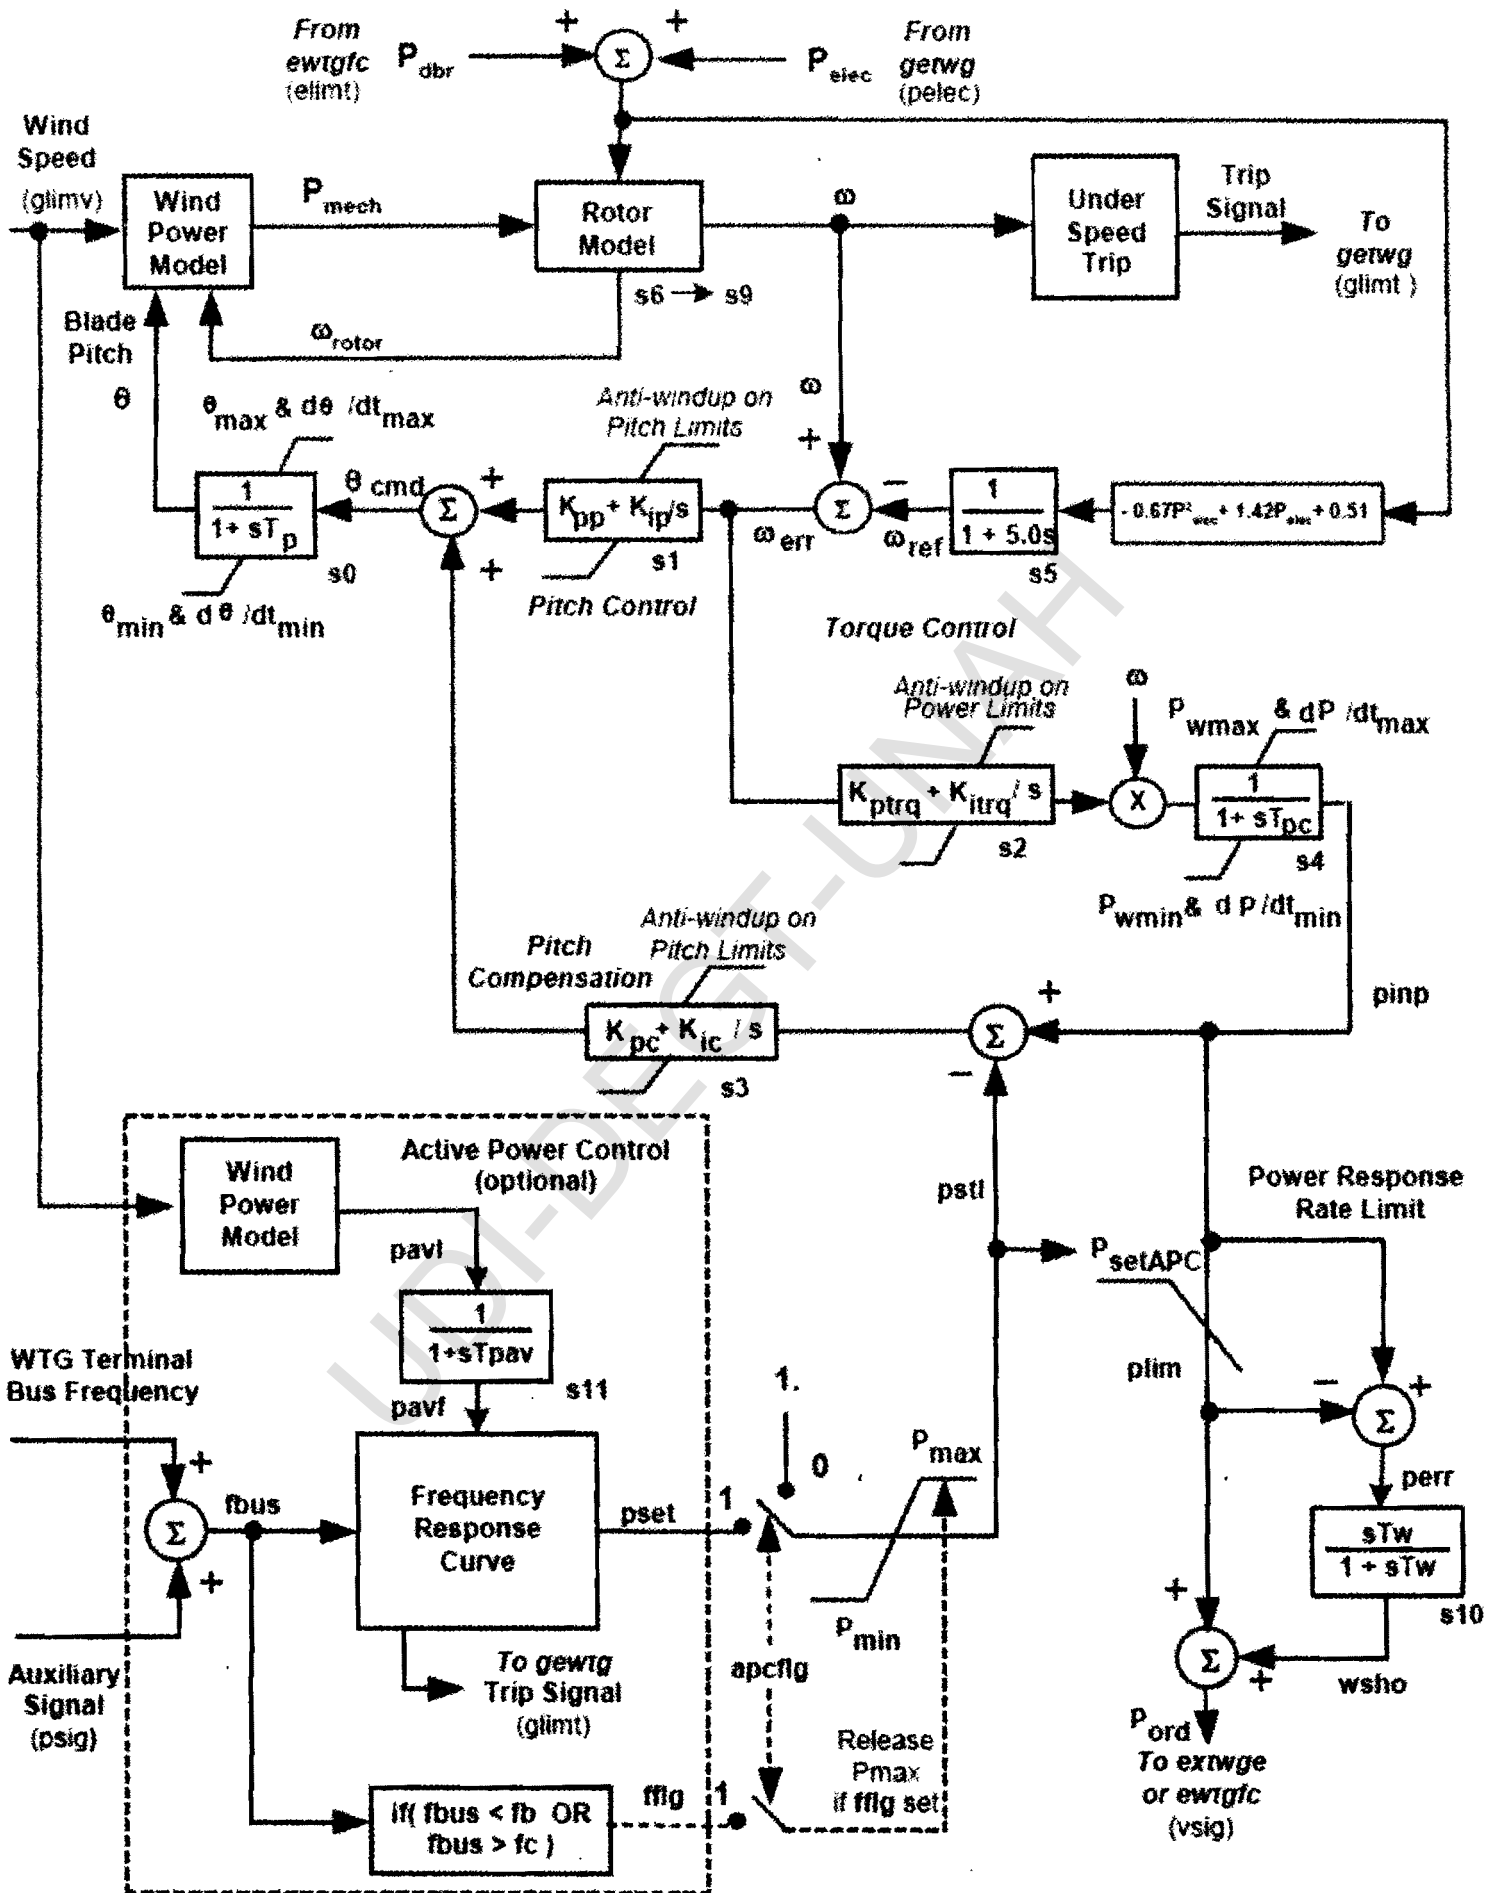 From
ewtgfc
(elimt)
P dbr
+
Σ
+
P elec
From
gewtg
(pelec)
Wind
Speed
(glimv)
Wind
Power
Model
P mech
Rotor
Model
s6 → s9
ω
Under
Speed
Trip
Trip
Signal
To
gewtg
(glimt )
Blade
Pitch
θ
ω rotor
θ max & dθ /dt max
1
1+ sT p
s0
θ min & d θ /dt min
θ cmd
Σ
+
+
Anti-windup on
Pitch Limits
K pp + K ip /s
s1
Pitch Control
ω
+
Σ
−
ω err
ω ref
1
1 + 5.0s
s5
- 0.67P² elec + 1.42P elec + 0.51
Torque Control
Anti-windup on
Power Limits
K ptrq + K itrq / s
s2
ω
X
P wmax & dP /dt max
1
1+ sT pc
s4
P wmin & d P /dt min
Anti-windup on
Pitch Limits
Pitch
Compensation
K pc + K ic / s
s3
Σ
+
−
pinp
UDI-DEGT-UNAH
Wind
Power
Model
Active Power Control
(optional)
pavl
1
1+sTpav
s11
pavf
pstl
P setAPC
Power Response
Rate Limit
plim
−
+
Σ
perr
sTw
1 + sTw
s10
wsho
+
Σ
+
P ord
To extwge
or ewtgfc
(vsig)
WTG Terminal
Bus Frequency
+
Σ
+
fbus
Frequency
Response
Curve
pset
1
1.
0
P max
P min
Auxiliary
Signal
(psig)
To gewtg
Trip Signal
(glimt)
apcflg
Release
Pmax
if fflg set
if( fbus < fb OR
fbus > fc )
fflg
1